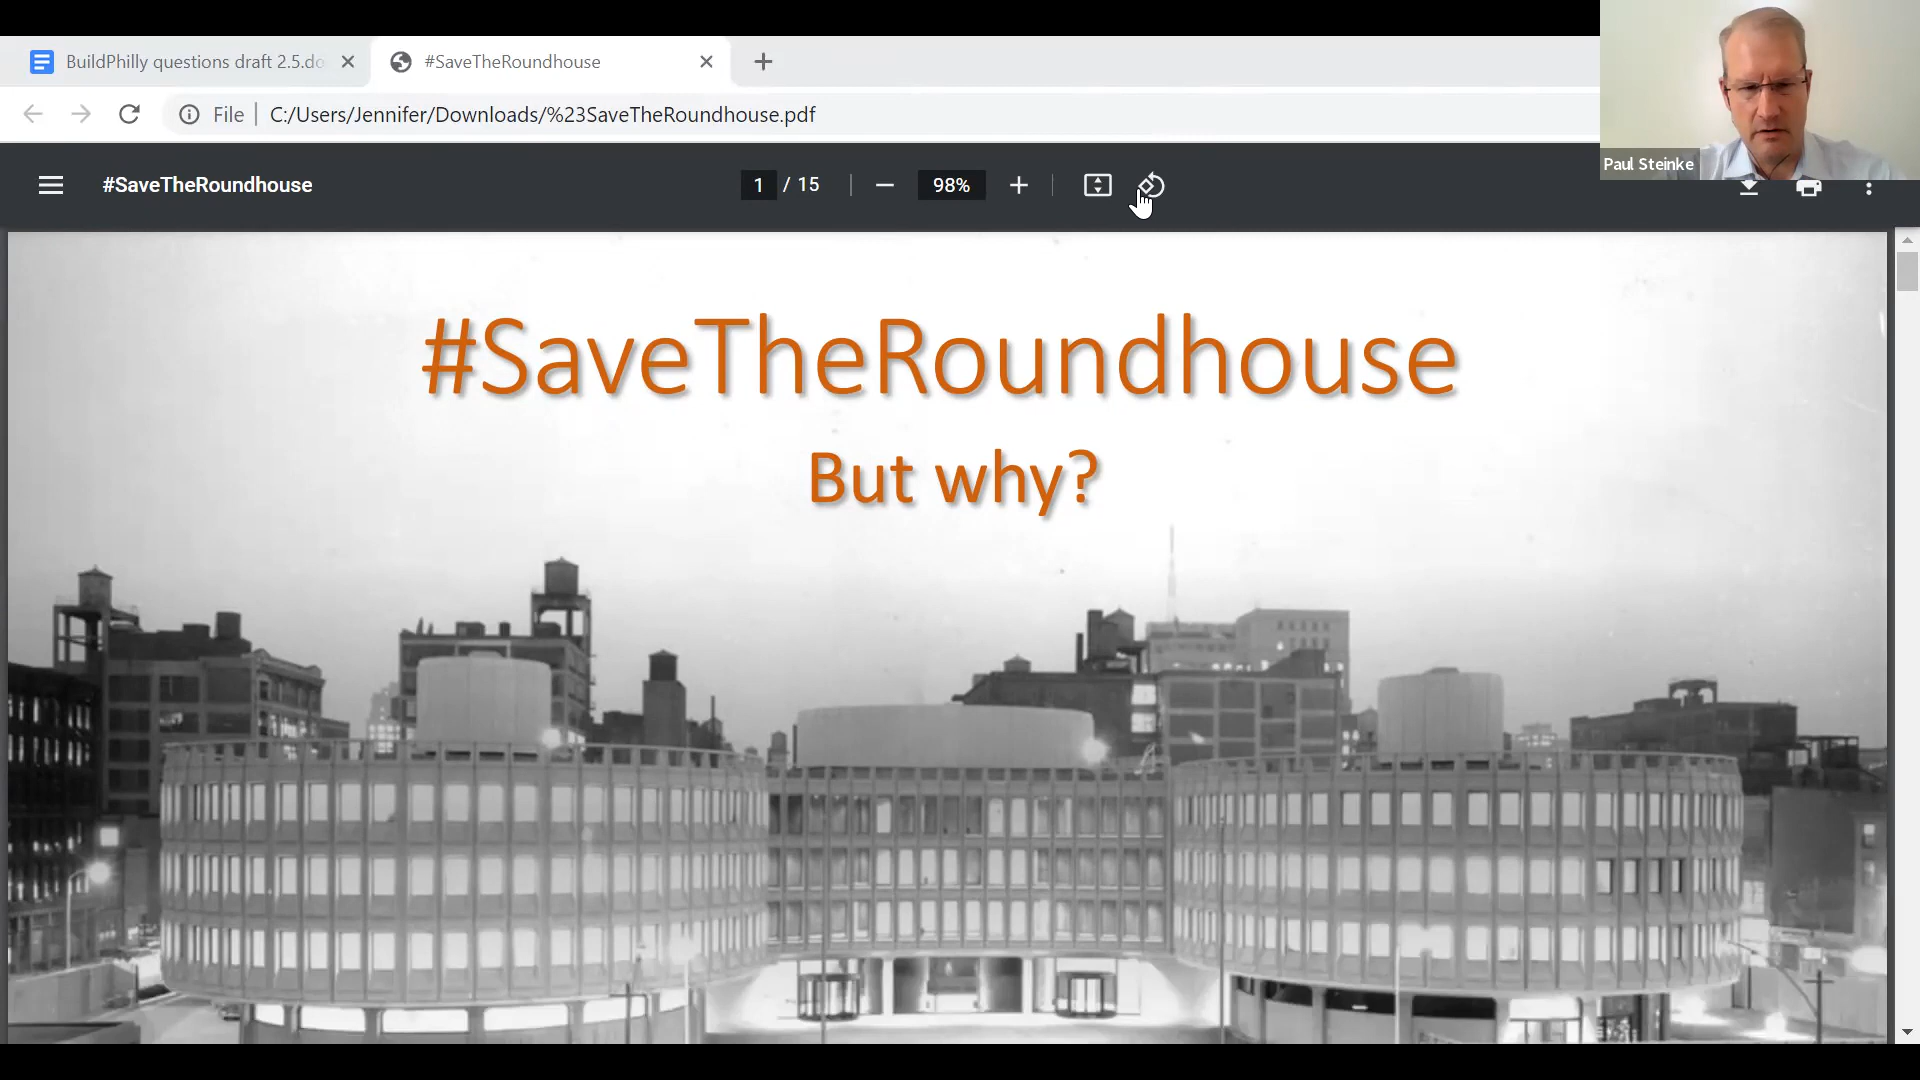 BuildPhilly questions draft 2.5.do
#SaveTheRoundhouse
File
C:/Users/Jennifer/Downloads/%23SaveTheRoundhouse.pdf
Paul Steinke
#SaveTheRoundhouse
1 / 15
98%
#SaveTheRoundhouse
But why?